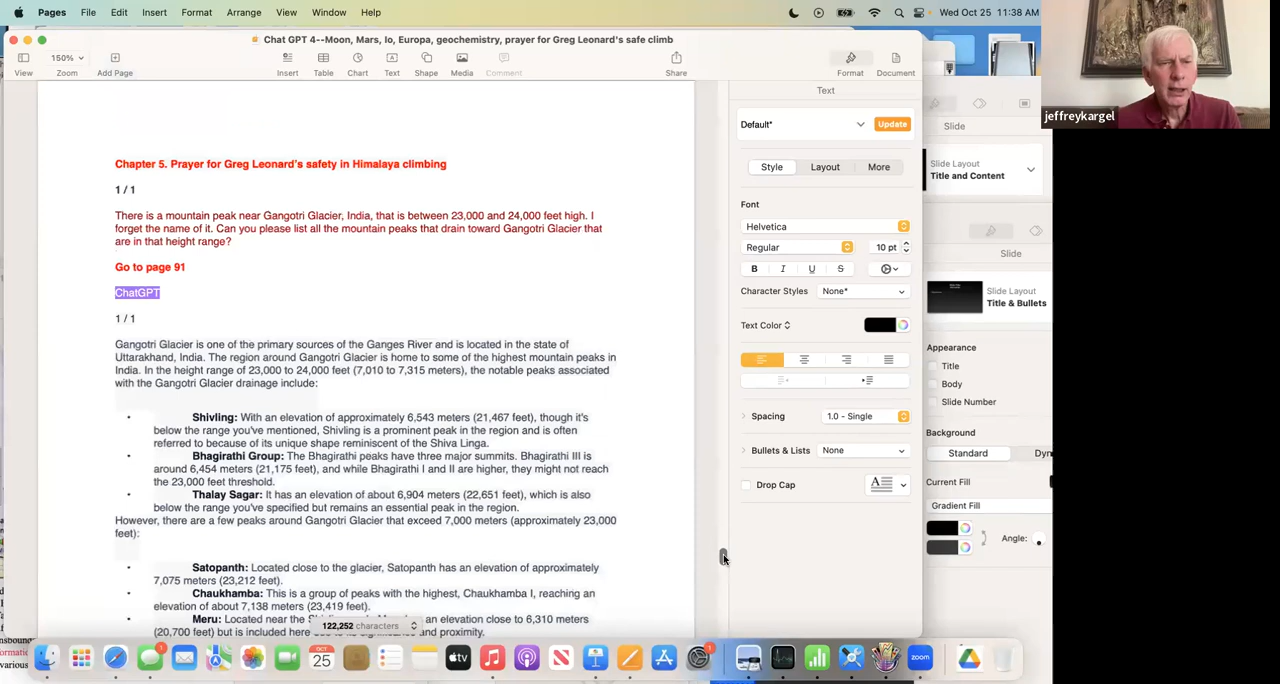 Pages File Edit Insert Format Arrange View Window Help
Wed Oct 25 11:38 AM
Chat GPT 4--Moon, Mars, Io, Europa, geochemistry, prayer for Greg Leonard's safe climb
150%
View Zoom Add Page Insert Table Chart Text Shape Media Comment Share Format Document
Text
Default* Update
Style Layout More
Font
Helvetica
Regular 10 pt
B I U S
Character Styles None*
Text Color
Spacing 1.0 - Single
Bullets & Lists None
Drop Cap
Chapter 5. Prayer for Greg Leonard's safety in Himalaya climbing
1 / 1
There is a mountain peak near Gangotri Glacier, India, that is between 23,000 and 24,000 feet high. I
forget the name of it. Can you please list all the mountain peaks that drain toward Gangotri Glacier that
are in that height range?
Go to page 91
ChatGPT
1 / 1
Gangotri Glacier is one of the primary sources of the Ganges River and is located in the state of
Uttarakhand, India. The region around Gangotri Glacier is home to some of the highest mountain peaks in
India. In the height range of 23,000 to 24,000 feet (7,010 to 7,315 meters), the notable peaks associated
with the Gangotri Glacier drainage include:
• Shivling: With an elevation of approximately 6,543 meters (21,467 feet), though it's
below the range you've mentioned, Shivling is a prominent peak in the region and is often
referred to because of its unique shape reminiscent of the Shiva Linga.
• Bhagirathi Group: The Bhagirathi peaks have three major summits. Bhagirathi III is
around 6,454 meters (21,175 feet), and while Bhagirathi I and II are higher, they might not reach
the 23,000 feet threshold.
• Thalay Sagar: It has an elevation of about 6,904 meters (22,651 feet), which is also
below the range you've specified but remains an essential peak in the region.
However, there are a few peaks around Gangotri Glacier that exceed 7,000 meters (approximately 23,000
feet):
• Satopanth: Located close to the glacier, Satopanth has an elevation of approximately
7,075 meters (23,212 feet).
• Chaukhamba: This is a group of peaks with the highest, Chaukhamba I, reaching an
elevation of about 7,138 meters (23,419 feet).
• Meru: Located near the an elevation close to 6,310 meters
(20,700 feet) but is included here and proximity.
122,252 characters
jeffreykargel
Slide
Slide Layout
Title and Content
Slide
Slide Layout
Title & Bullets
Appearance
Title
Body
Slide Number
Background
Standard Dyn
Current Fill
Gradient Fill
Angle:
OCT
25
tv
zoom
1
1
nsbound
formatio
various